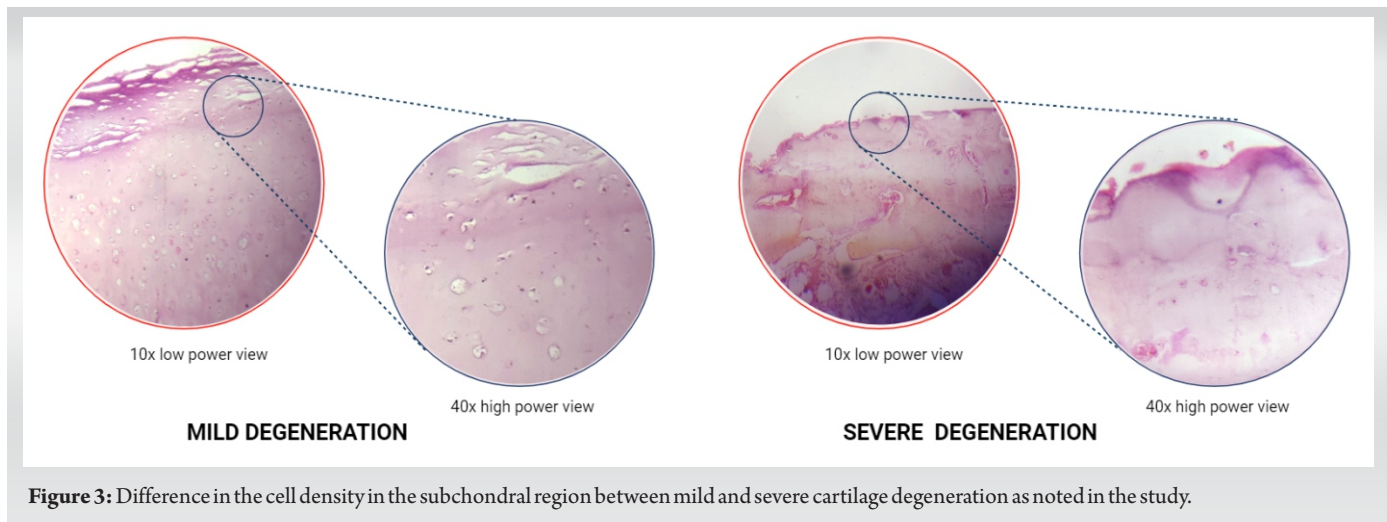 10x low power view
40x high power view
MILD DEGENERATION
10x low power view
40x high power view
SEVERE DEGENERATION
Figure 3: Difference in the cell density in the subchondral region between mild and severe cartilage degeneration as noted in the study.